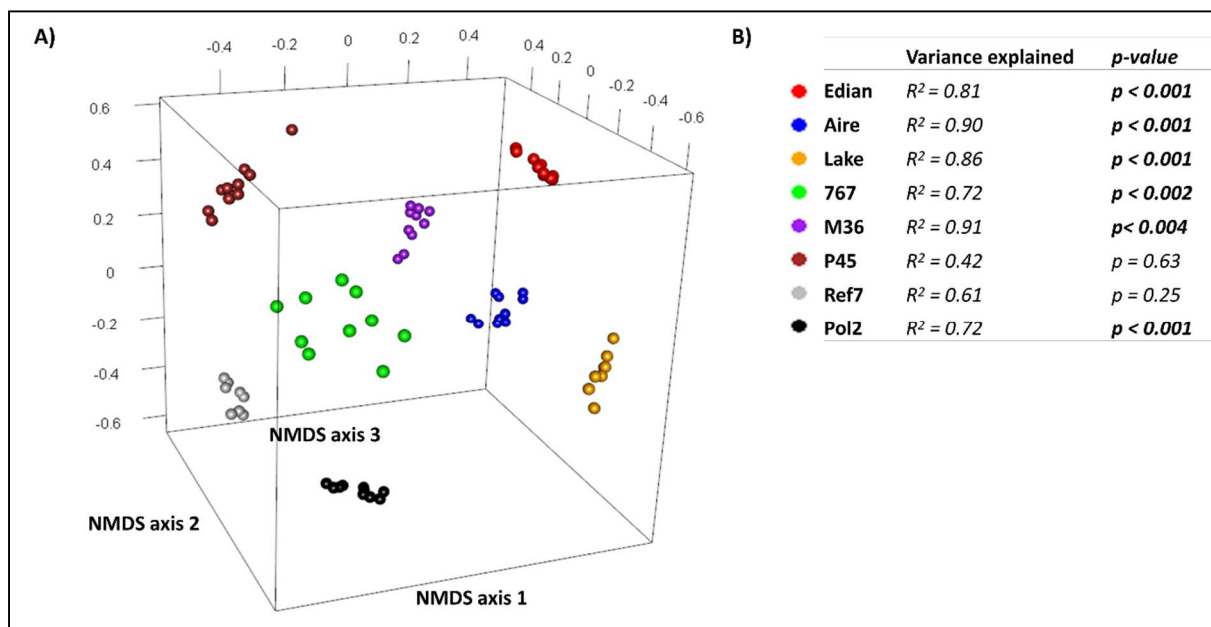 A)
-0.4 -0.2 0 0.2 0.4
0.4 0.2 0 -0.2 -0.4 -0.6
0.6
0.4
0.2
0
-0.2
-0.4
-0.6
NMDS axis 3
NMDS axis 2
NMDS axis 1
B)
Variance explained p-value
Edian R² = 0.81 p < 0.001
Aire R² = 0.90 p < 0.001
Lake R² = 0.86 p < 0.001
767 R² = 0.72 p < 0.002
M36 R² = 0.91 p< 0.004
P45 R² = 0.42 p = 0.63
Ref7 R² = 0.61 p = 0.25
Pol2 R² = 0.72 p < 0.001